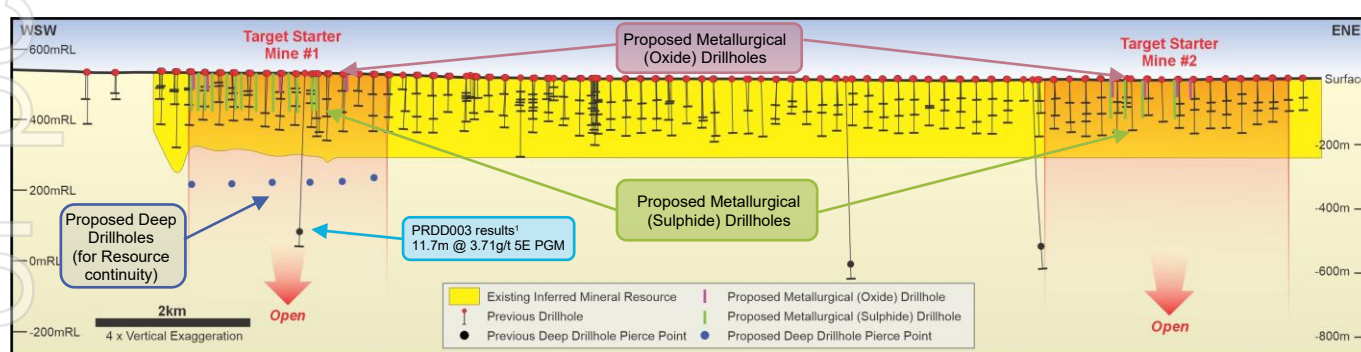 WSW
ENE
Target Starter
Mine #1
Proposed Metallurgical
(Oxide) Drillholes
Target Starter
Mine #2
600mRL
400mRL
200mRL
0mRL
-200mRL
-200m
-400m
-600m
-800m
Proposed Deep
Drillholes
(for Resource
continuity)
PRDD003 results¹
11.7m @ 3.71g/t 5E PGM
Proposed Metallurgical
(Sulphide) Drillholes
Open
Open
2km
4 x Vertical Exaggeration
Existing Inferred Mineral Resource
Previous Drillhole
Previous Deep Drillhole Pierce Point
Proposed Metallurgical (Oxide) Drillhole
Proposed Metallurgical (Sulphide) Drillhole
Proposed Deep Drillhole Pierce Point